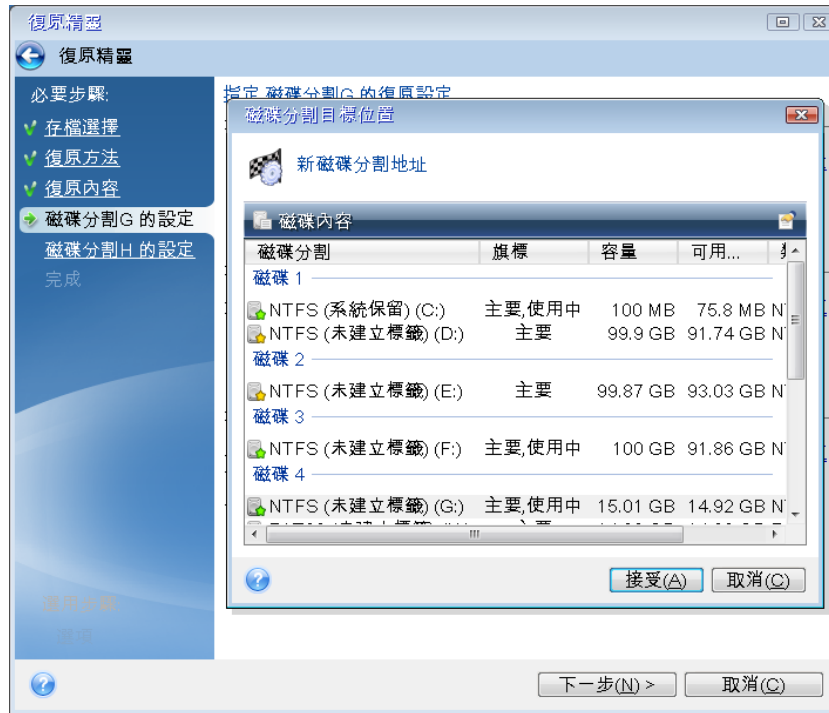 復原精靈
復原精靈
必要步驟:
存檔選擇
復原方法
復原內容
磁碟分割G 的設定
磁碟分割H 的設定
完成
指定 磁碟分割G 的復原設定
磁碟分割目標位置
新磁碟分割地址
磁碟內容
磁碟分割 旗標 容量 可用...
磁碟 1
NTFS (系統保留) (C:) 主要,使用中 100 MB 75.8 MB
NTFS (未建立標籤) (D:) 主要 99.9 GB 91.74 GB
磁碟 2
NTFS (未建立標籤) (E:) 主要 99.87 GB 93.03 GB
磁碟 3
NTFS (未建立標籤) (F:) 主要,使用中 100 GB 91.86 GB
磁碟 4
NTFS (未建立標籤) (G:) 主要,使用中 15.01 GB 14.92 GB
接受(A) 取消(C)
選項
下一步(N) > 取消(C)